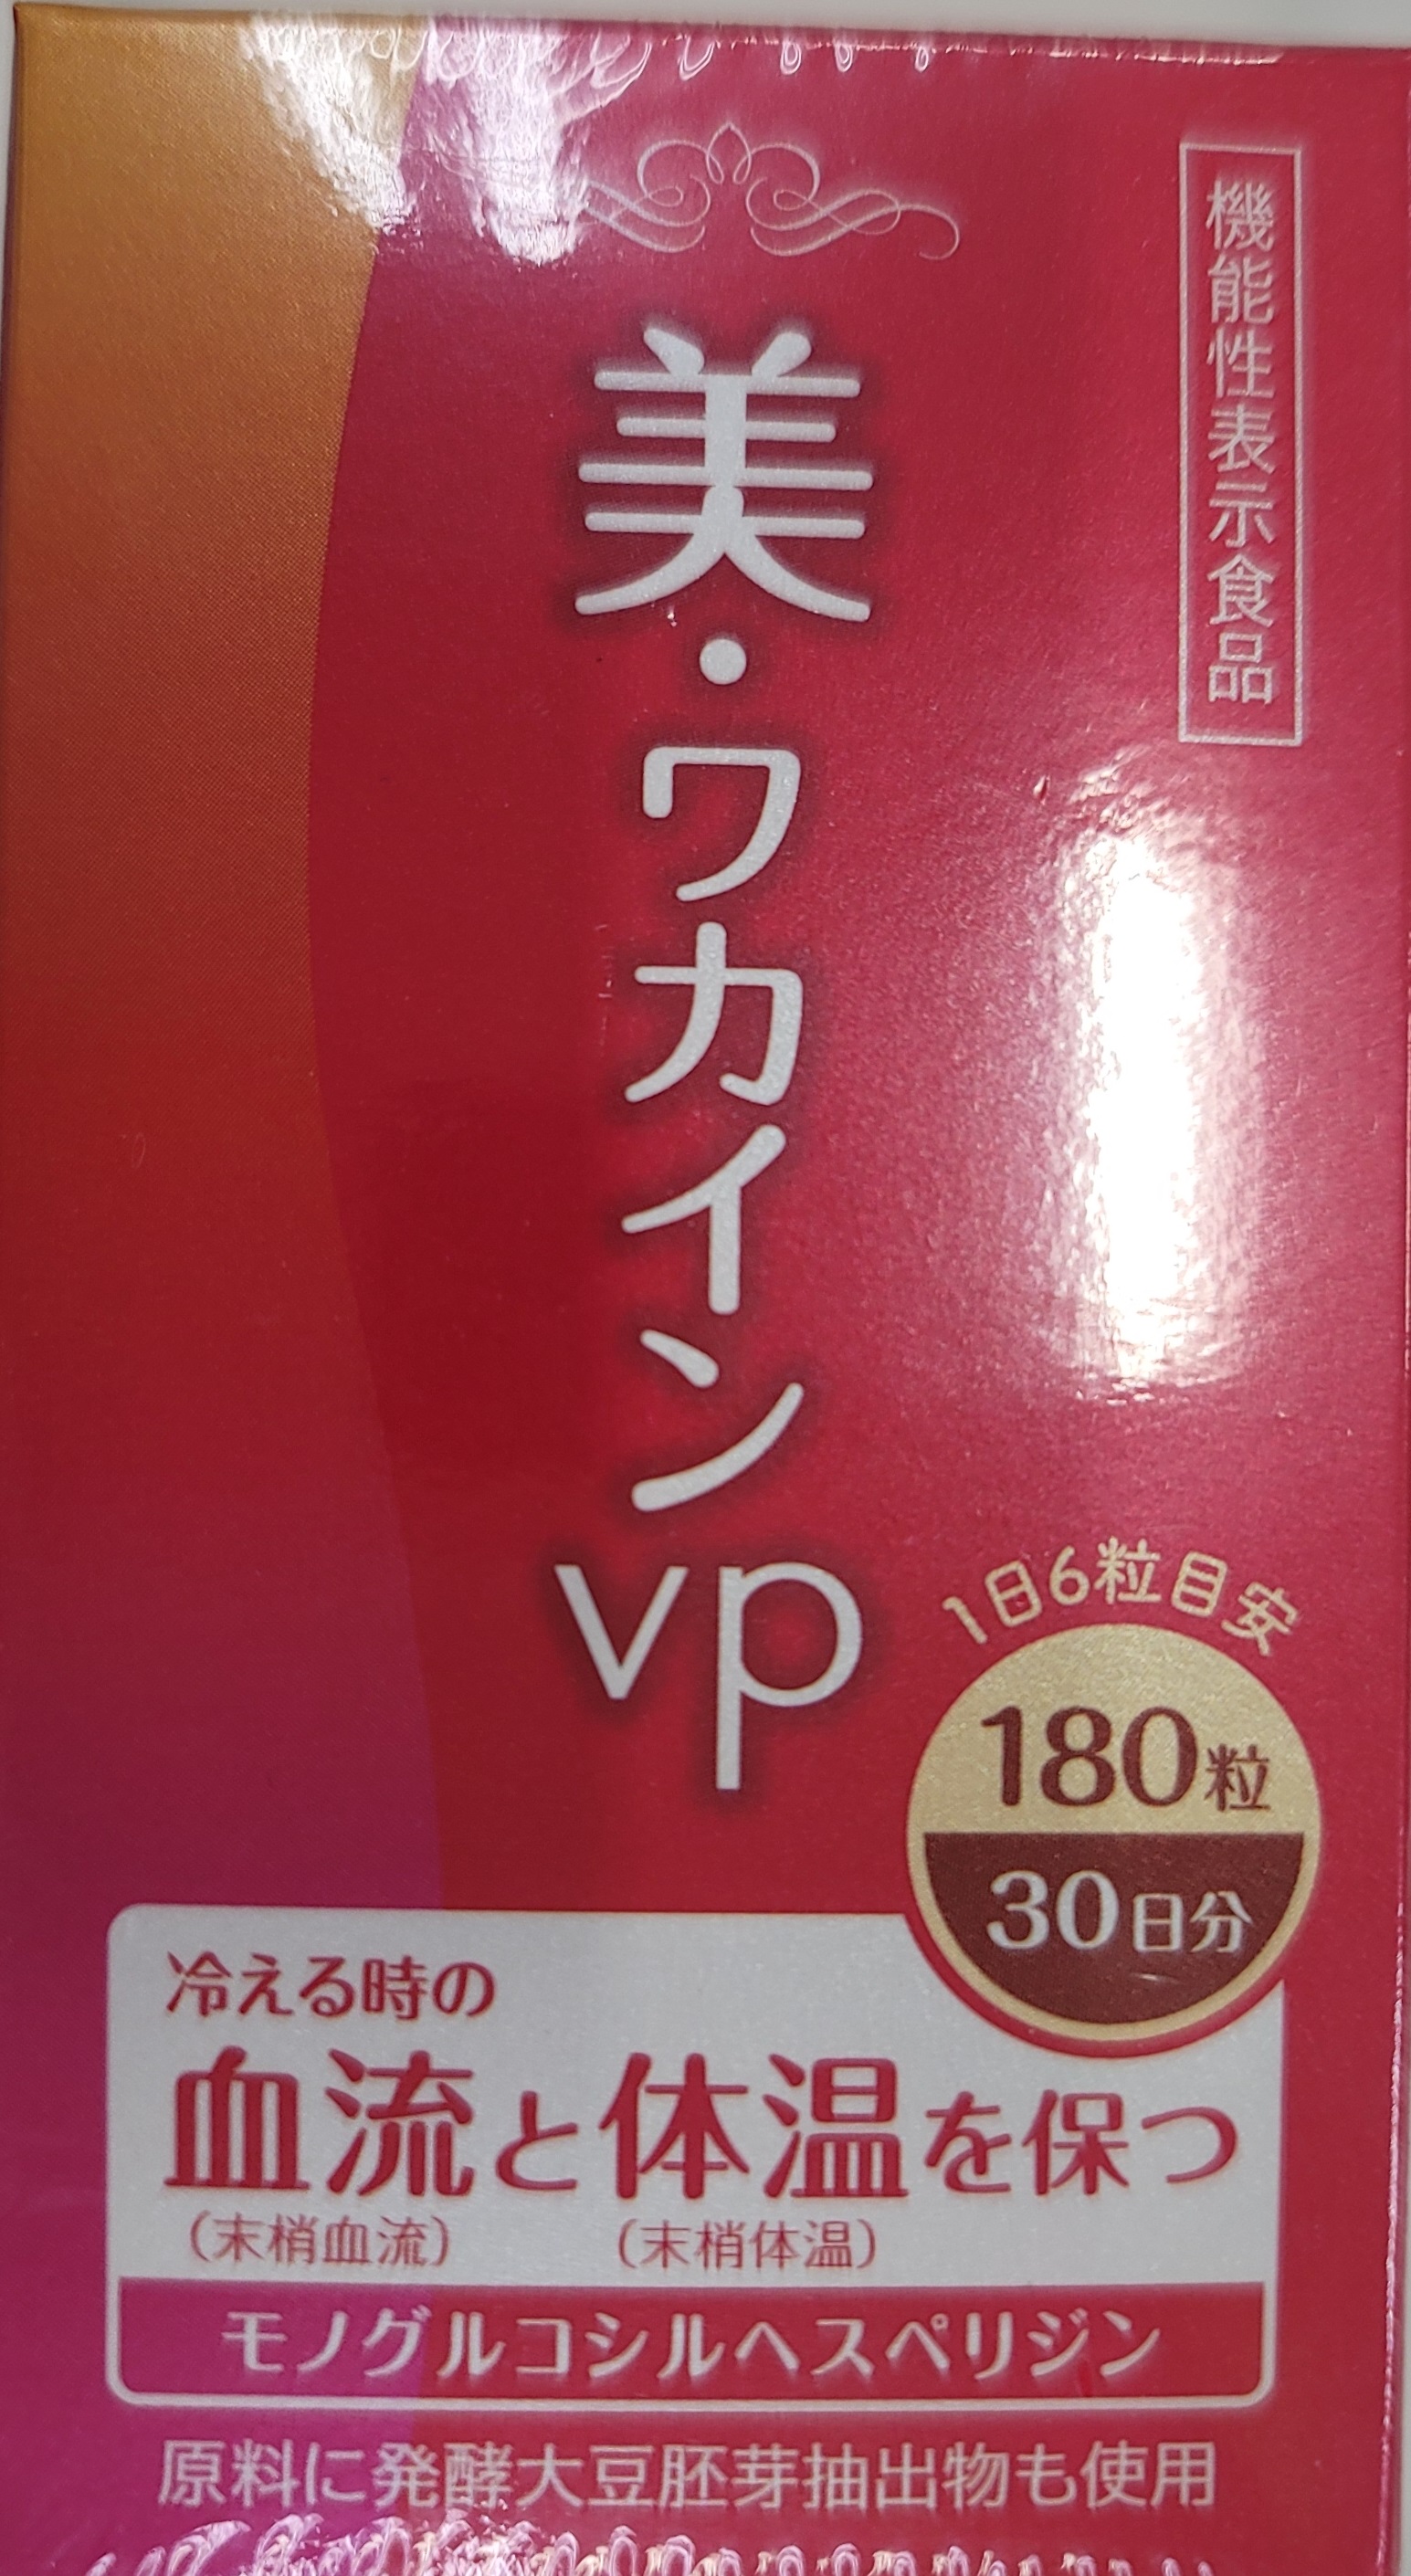 機能性表示食品
美・ワカインvp
1日6粒目安
180粒
30日分
冷える時の
血流と体温を保つ
（末梢血流）（末梢体温）
モノグルコシルヘスペリジン
原料に発酵大豆胚芽抽出物も使用